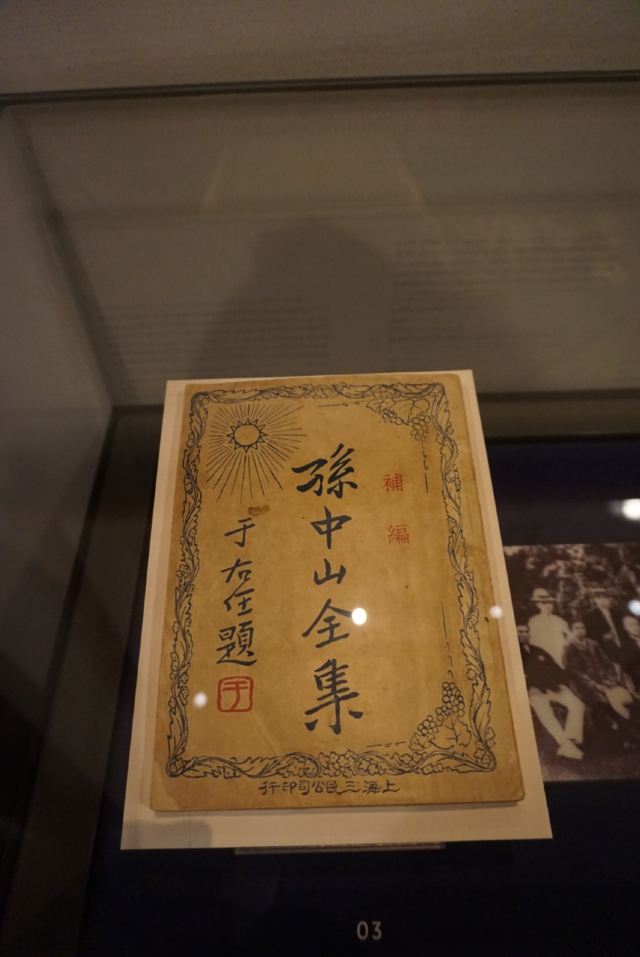 補編
孫中山全集
于右任題
于
上海三民公司印行
03